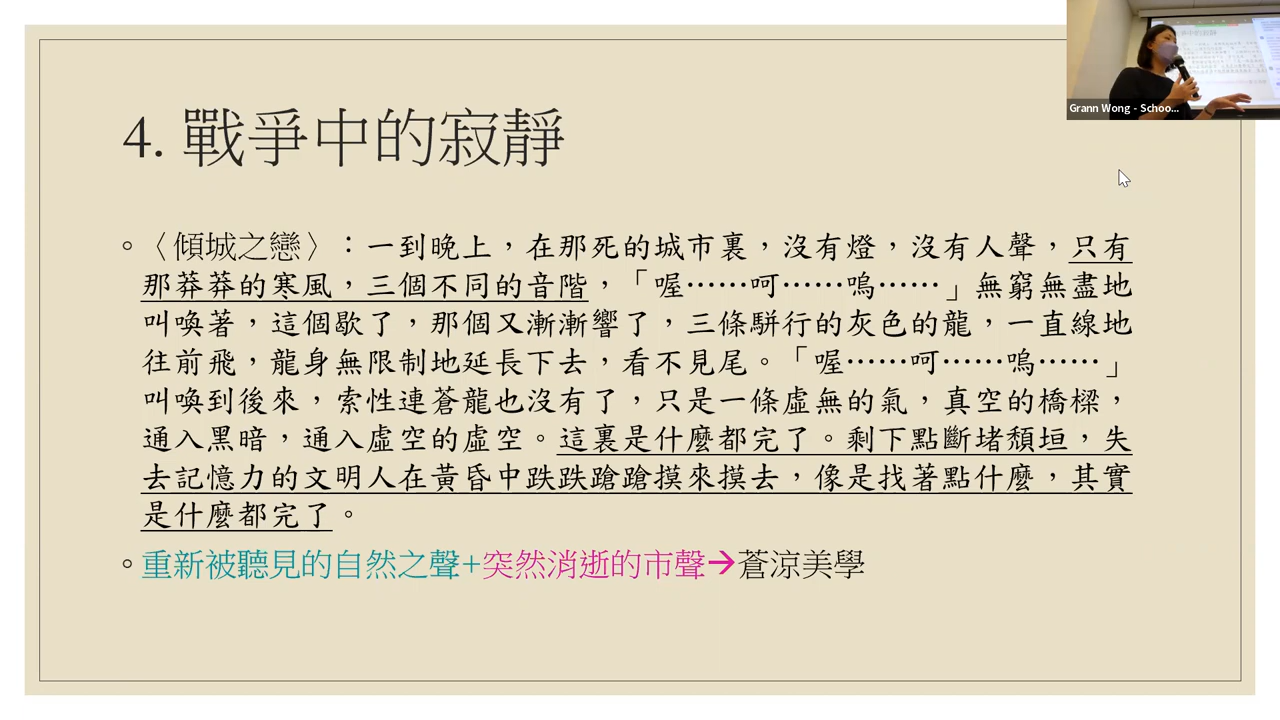 Grann Wong - Schoo...
4. 戰爭中的寂靜
◦〈傾城之戀〉：一到晚上，在那死的城市裏，沒有燈，沒有人聲，只有
那莽莽的寒風，三個不同的音階，「喔⋯⋯呵⋯⋯嗚⋯⋯」無窮無盡地
叫喚著，這個歇了，那個又漸漸響了，三條駢行的灰色的龍，一直線地
往前飛，龍身無限制地延長下去，看不見尾。「喔⋯⋯呵⋯⋯嗚⋯⋯」
叫喚到後來，索性連蒼龍也沒有了，只是一條虛無的氣，真空的橋樑，
通入黑暗，通入虛空的虛空。這裏是什麼都完了。剩下點斷堵頹垣，失
去記憶力的文明人在黃昏中跌跌蹌蹌摸來摸去，像是找著點什麼，其實
是什麼都完了。
◦重新被聽見的自然之聲+突然消逝的市聲→蒼涼美學